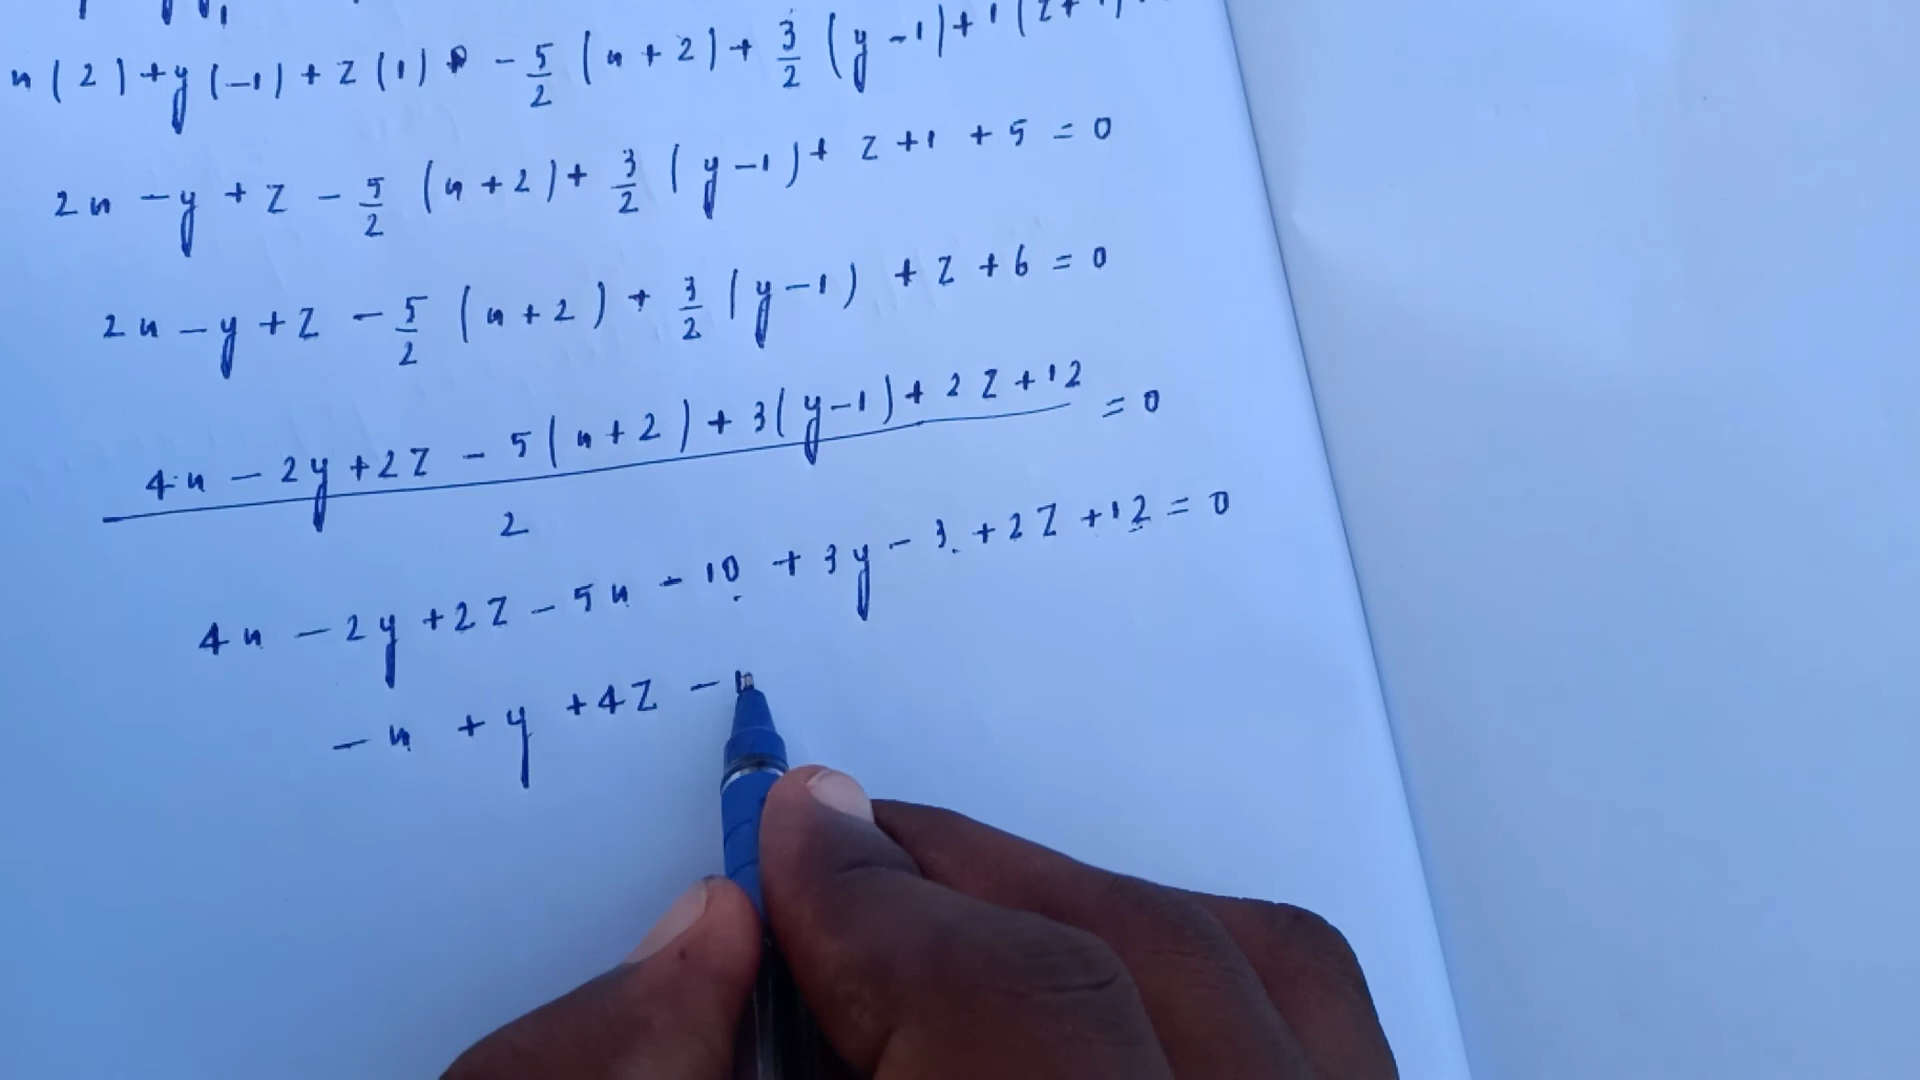 x(2)+y(-1)+z(1) - 5/2 (x+2) + 3/2 (y-1) + 1(z+
2x - y + z - 5/2 (x+2) + 3/2 (y-1) + z + 1 + 5 = 0
2x - y + z - 5/2 (x+2) + 3/2 (y-1) + z + 6 = 0
4x - 2y + 2z - 5(x+2) + 3(y-1) + 2z + 12 = 0
2
4x - 2y + 2z - 5x - 10 + 3y - 3 + 2z + 12 = 0
- x + y + 4z -